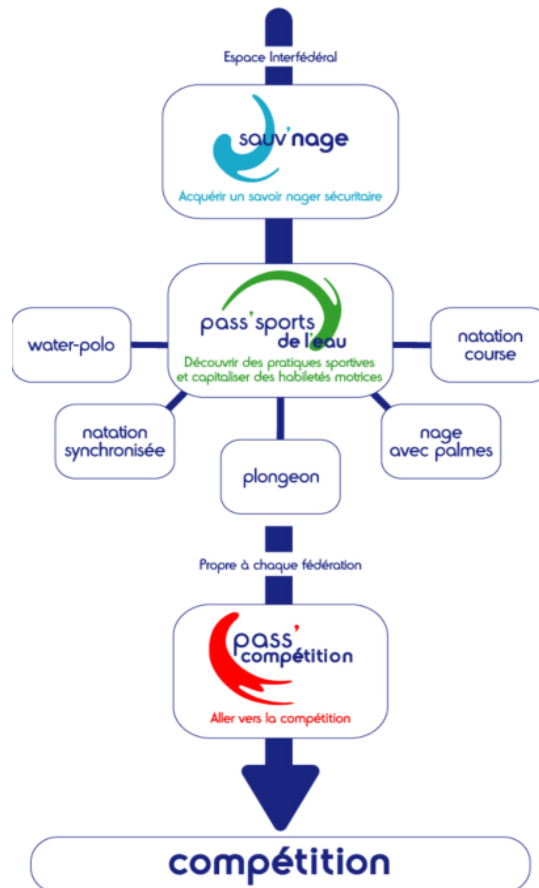 Espace Interfédéral
sauv'nage
Acquérir un savoir nager sécuritaire
pass'sports
de l'eau
Découvrir des pratiques sportives
et capitaliser des habiletés motrices
water-polo
natation
course
natation
synchronisée
nage
avec palmes
plongeon
Propre à chaque fédération
pass'
compétition
Aller vers la compétition
compétition